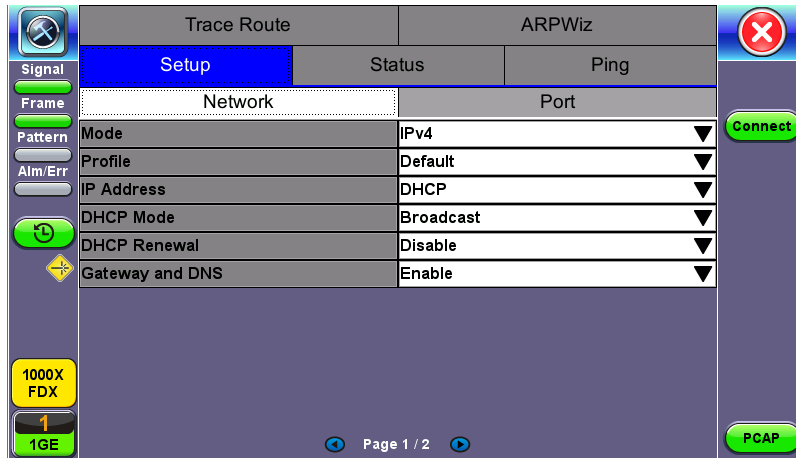 Trace Route
ARPWiz
Setup
Status
Ping
Network
Port
Signal
Frame
Pattern
Alm/Err
Mode
IPv4
Profile
Default
IP Address
DHCP
DHCP Mode
Broadcast
DHCP Renewal
Disable
Gateway and DNS
Enable
Connect
1000X
FDX
1
1GE
Page 1 / 2
PCAP